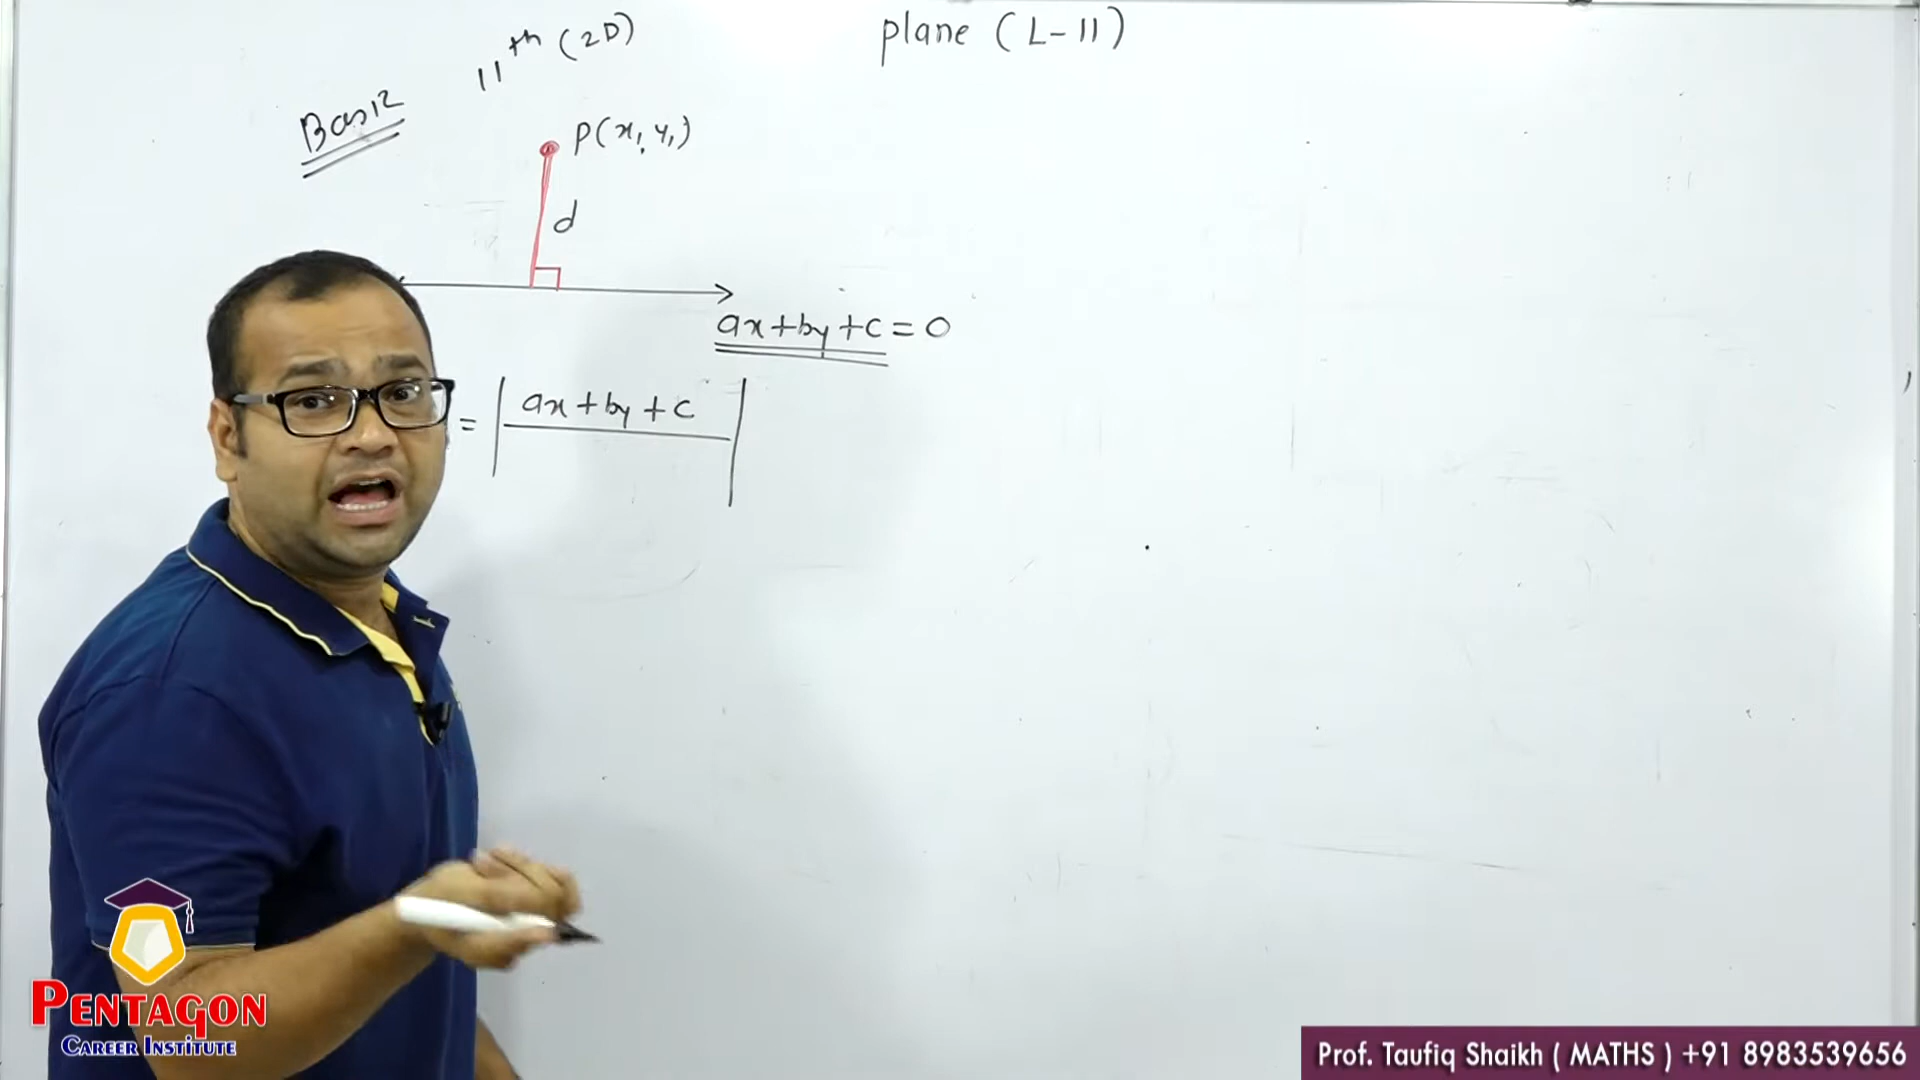 plane (L-11)
11th (2D)
Basic
P(x₁, y₁)
d
ax+by+c=0
= | ax+by+c |
PENTAGON
CAREER INSTITUTE
Prof. Taufiq Shaikh ( MATHS ) +91 8983539656